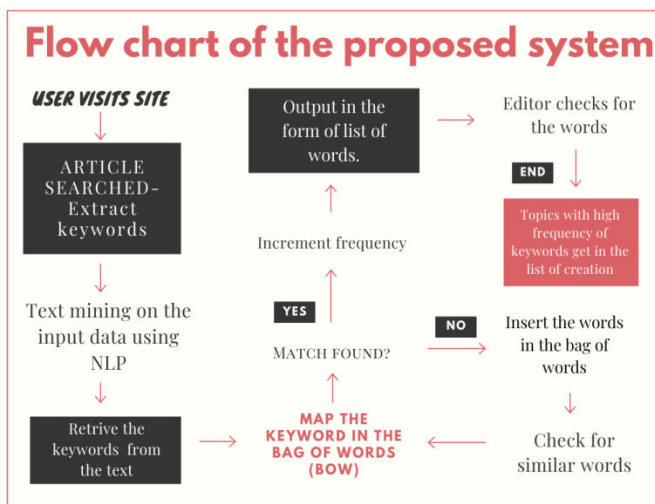 Flow chart of the proposed system
USER VISITS SITE
ARTICLE
SEARCHED-
Extract
keywords
Text mining on the
input data using
NLP
Retrive the
keywords from
the text
MAP THE
KEYWORD IN THE
BAG OF WORDS
(BOW)
MATCH FOUND?
YES
Increment frequency
Output in the
form of list of
words.
Editor checks for
the words
END
Topics with high
frequency of
keywords get in the
list of creation
NO
Insert the words
in the bag of
words
Check for
similar words